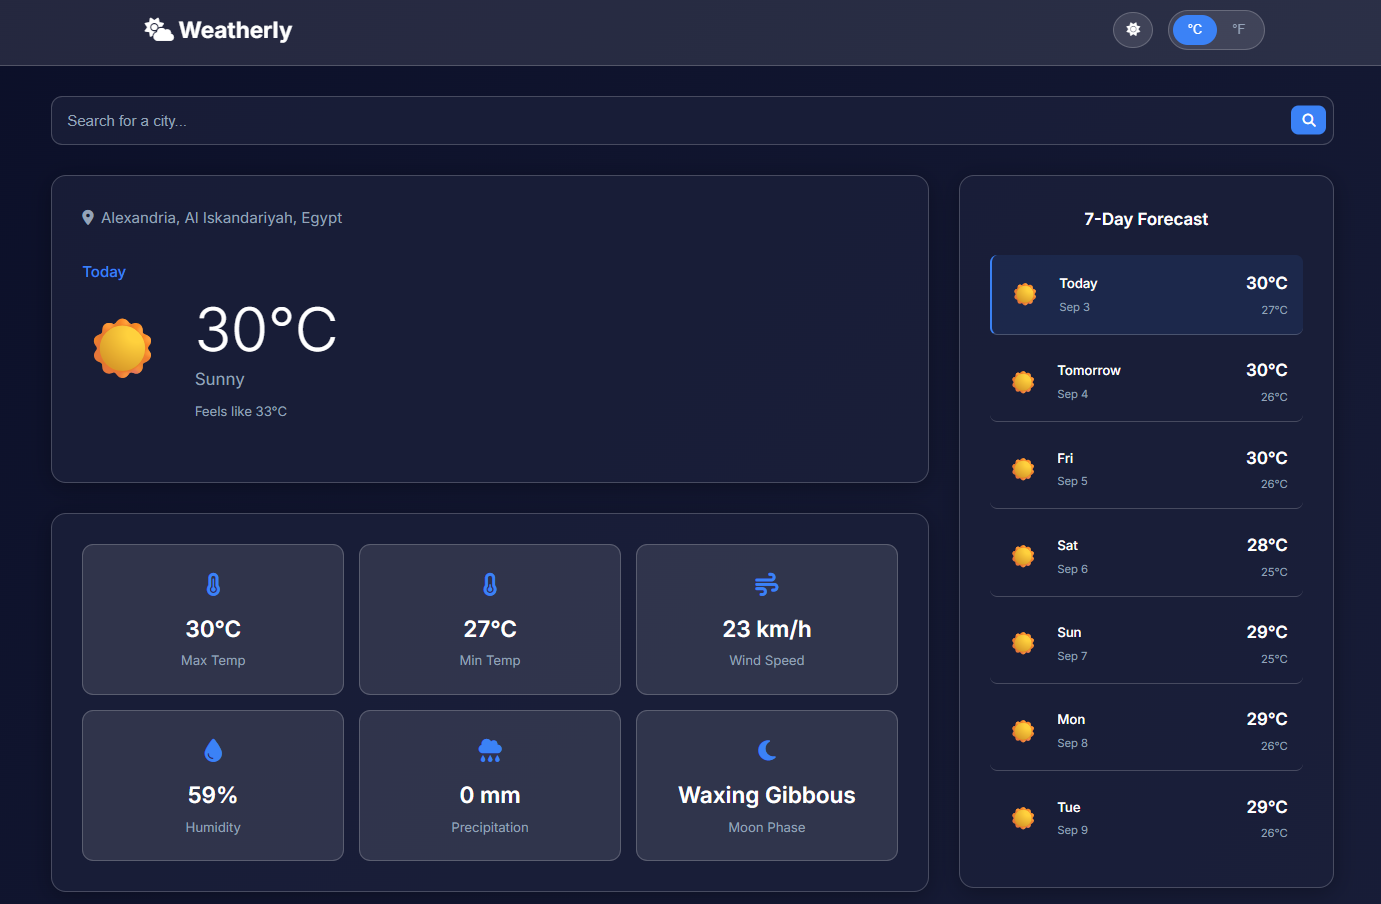 Weatherly
°C °F
Search for a city...
Alexandria, Al Iskandariyah, Egypt
Today
30°C
Sunny
Feels like 33°C
30°C
Max Temp
27°C
Min Temp
23 km/h
Wind Speed
59%
Humidity
0 mm
Precipitation
Waxing Gibbous
Moon Phase
7-Day Forecast
Today 30°C
Sep 3 27°C
Tomorrow 30°C
Sep 4 26°C
Fri 30°C
Sep 5 26°C
Sat 28°C
Sep 6 25°C
Sun 29°C
Sep 7 25°C
Mon 29°C
Sep 8 26°C
Tue 29°C
Sep 9 26°C